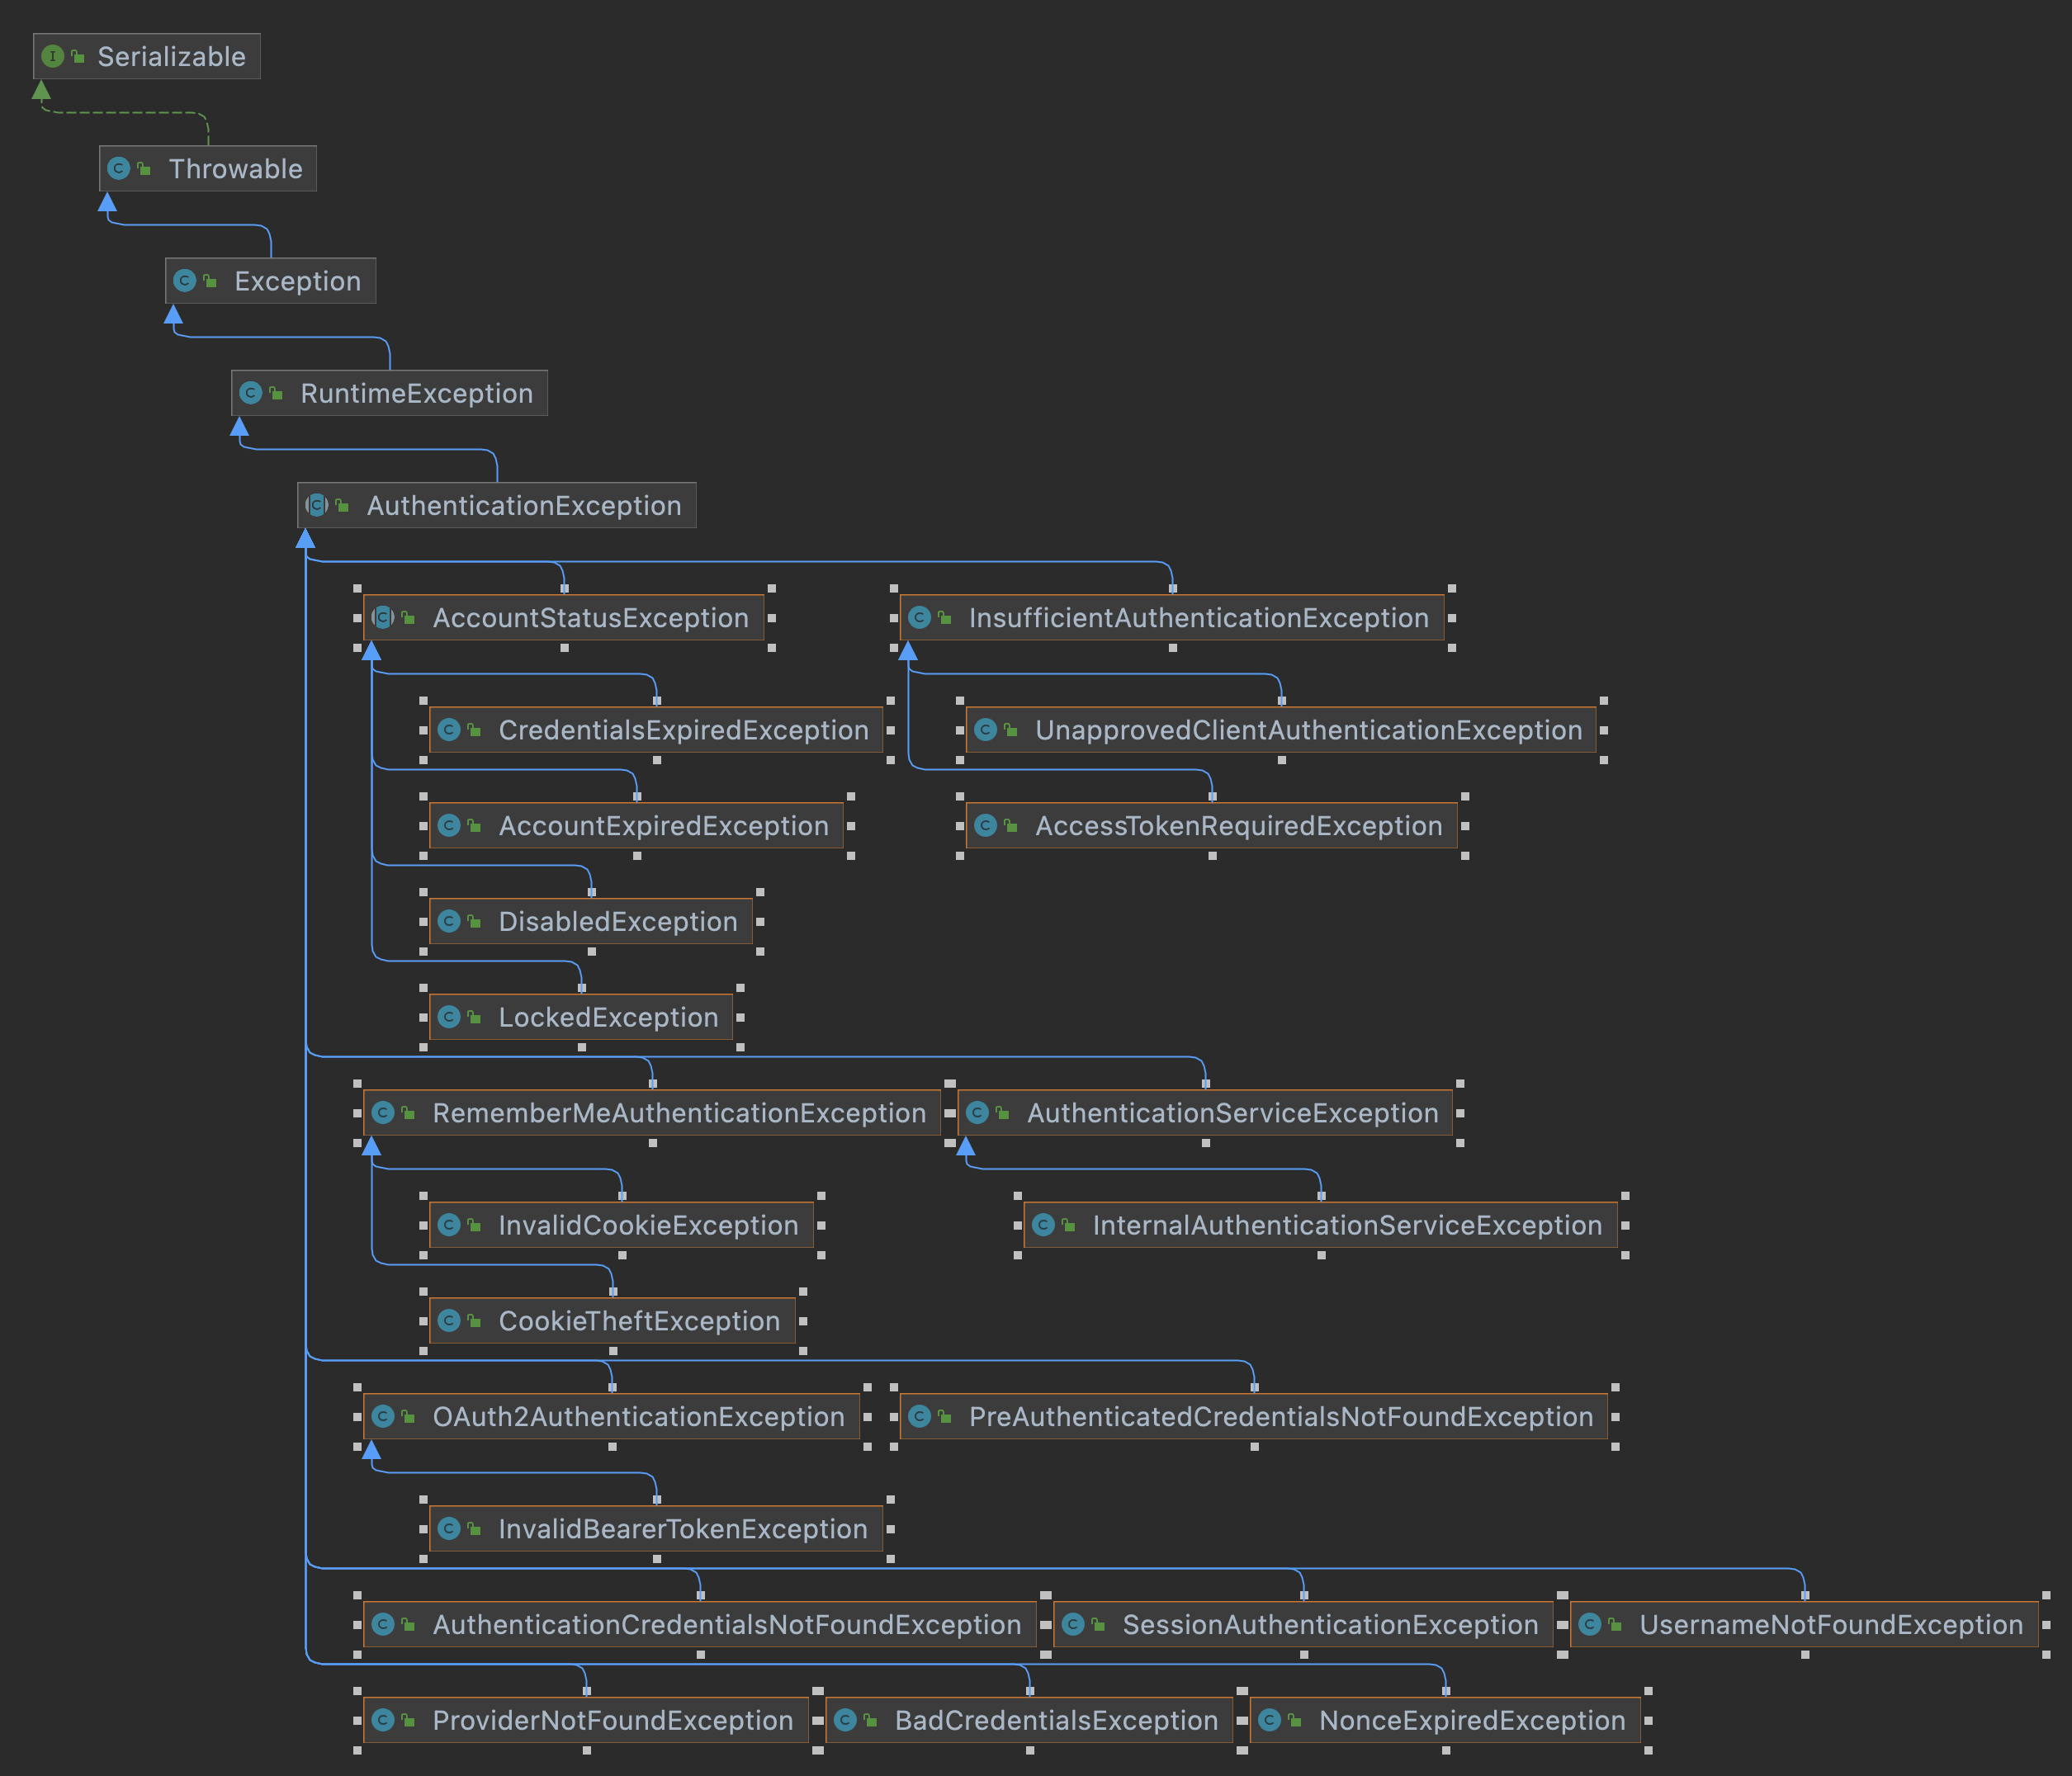 Serializable
Throwable
Exception
RuntimeException
AuthenticationException
AccountStatusException
InsufficientAuthenticationException
CredentialsExpiredException
UnapprovedClientAuthenticationException
AccountExpiredException
AccessTokenRequiredException
DisabledException
LockedException
RememberMeAuthenticationException
AuthenticationServiceException
InvalidCookieException
InternalAuthenticationServiceException
CookieTheftException
OAuth2AuthenticationException
PreAuthenticatedCredentialsNotFoundException
InvalidBearerTokenException
AuthenticationCredentialsNotFoundException
SessionAuthenticationException
UsernameNotFoundException
ProviderNotFoundException
BadCredentialsException
NonceExpiredException